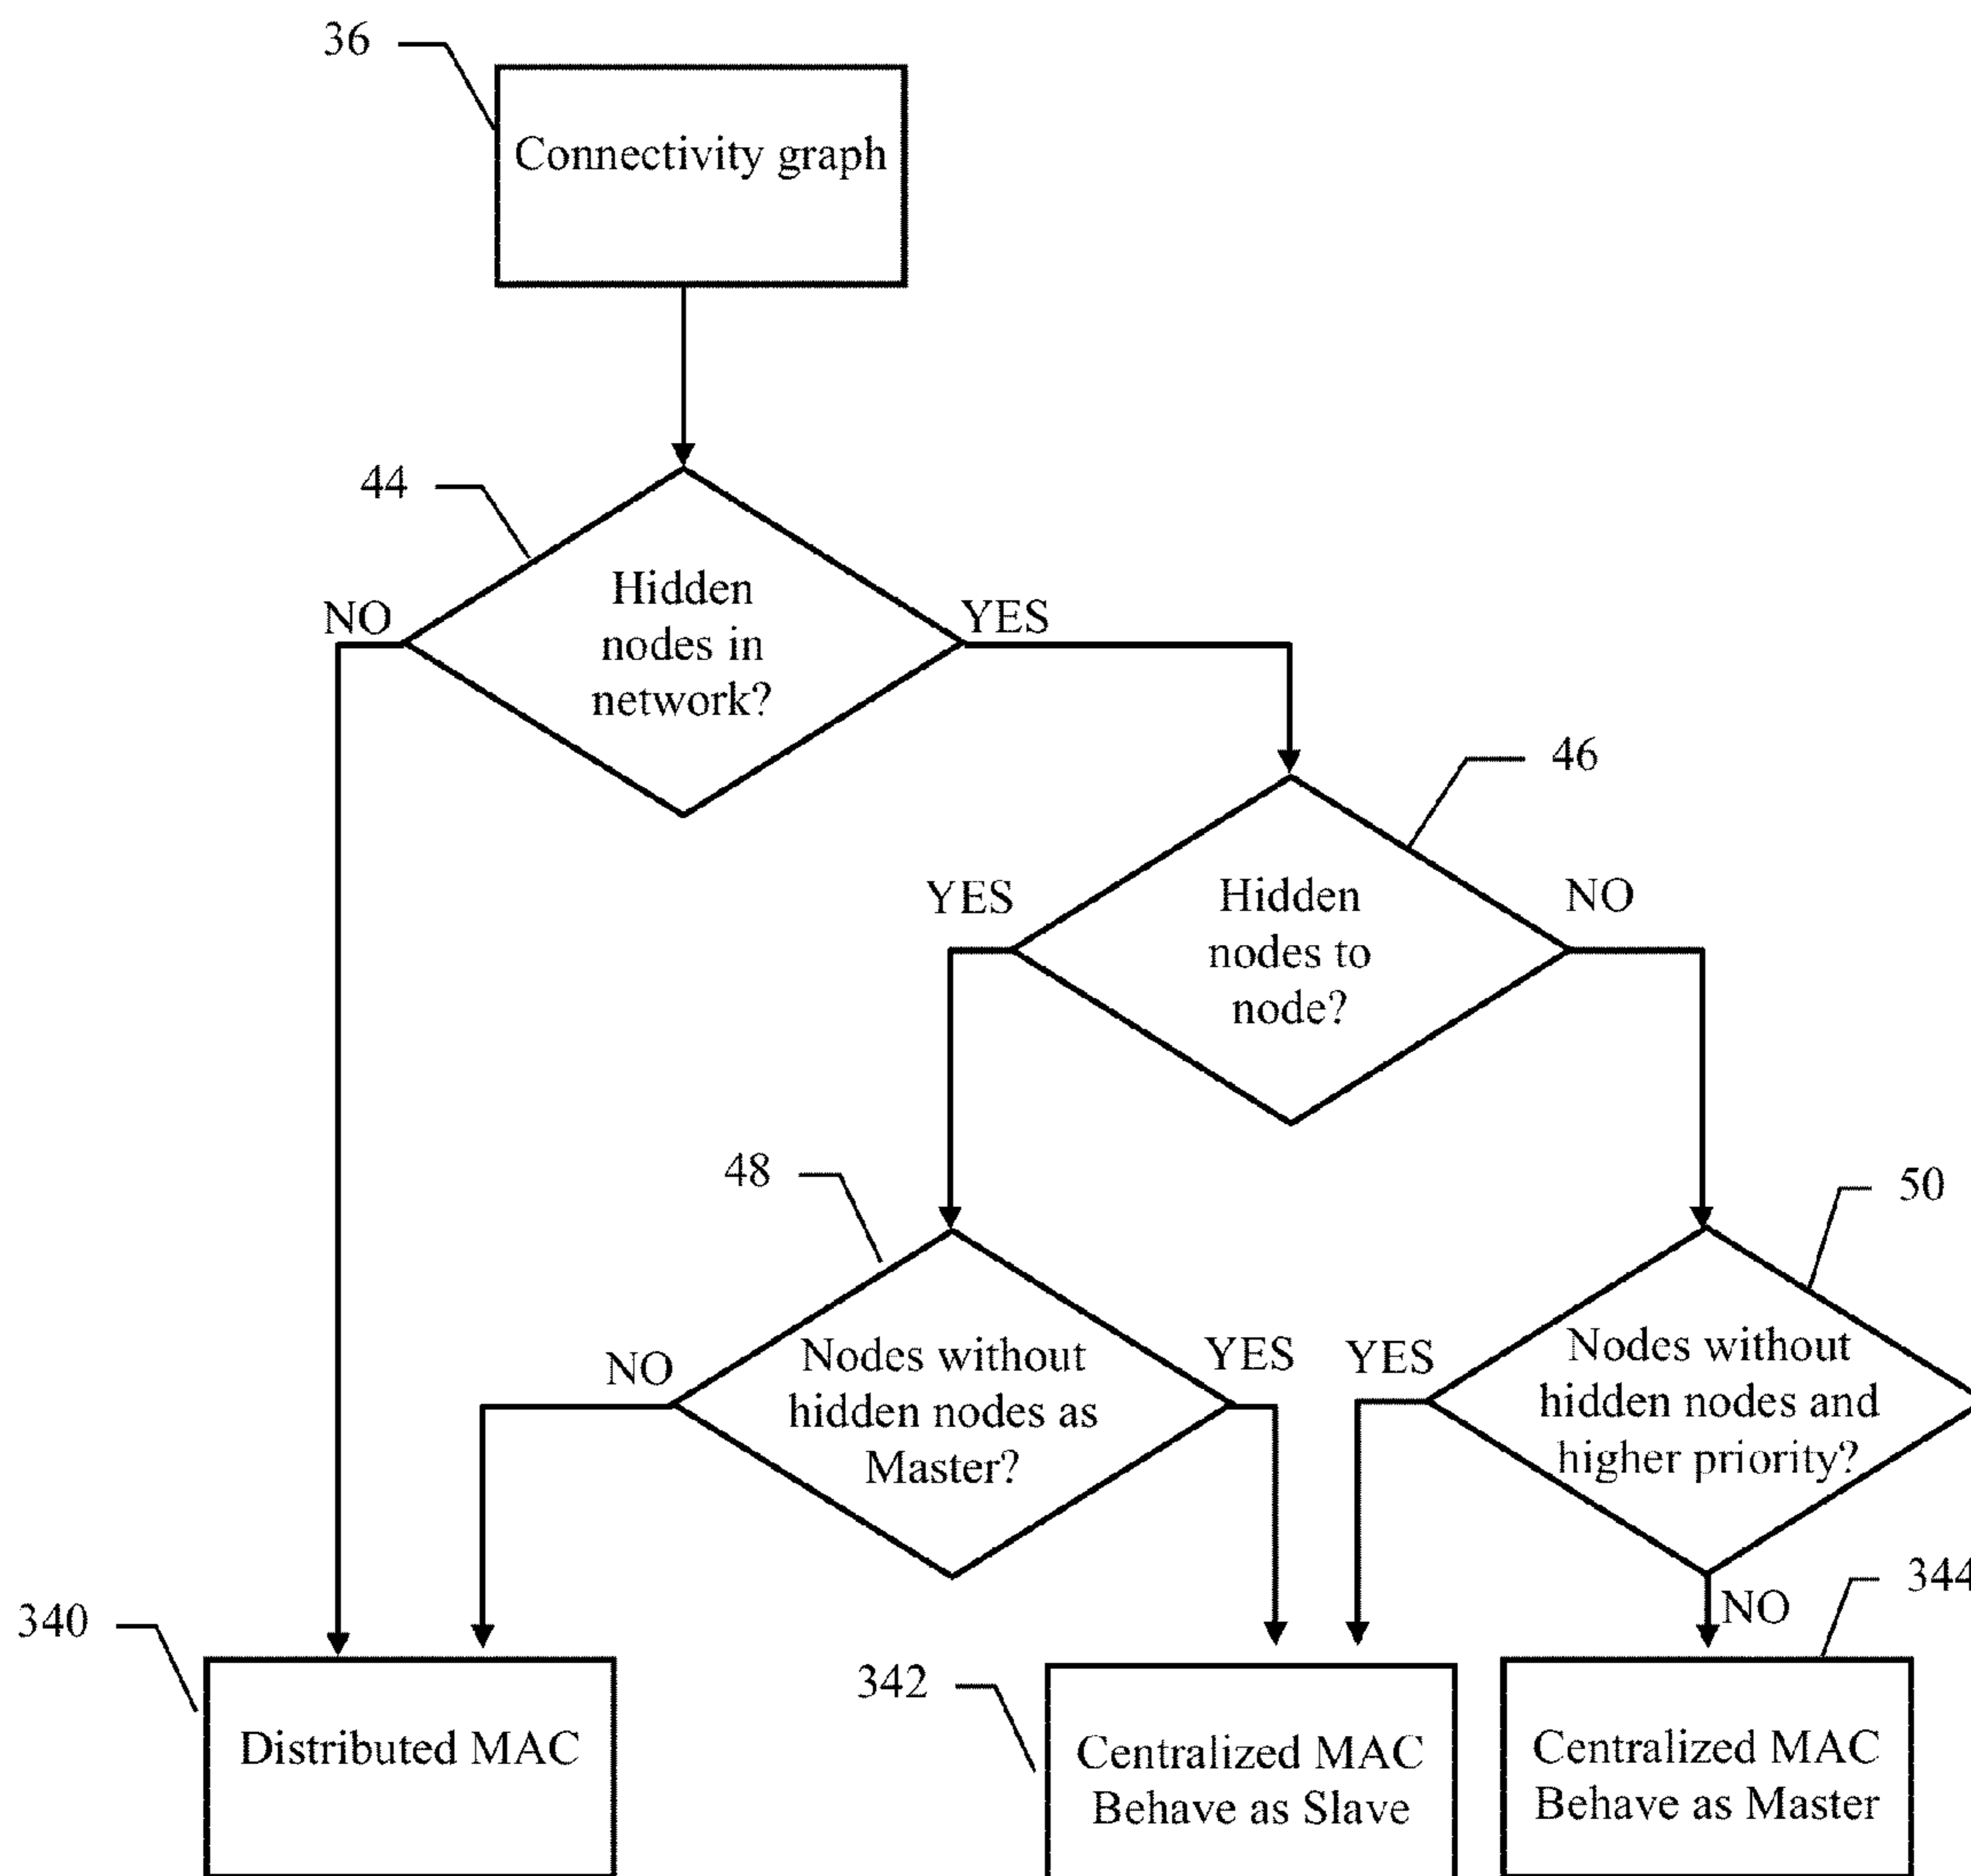 36
Connectivity graph
44
Hidden
nodes in
network?
NO
YES
46
Hidden
nodes to
node?
YES
NO
48
Nodes without
hidden nodes as
Master?
NO
YES
50
Nodes without
hidden nodes and
higher priority?
YES
NO
340
Distributed MAC
342
Centralized MAC
Behave as Slave
344
Centralized MAC
Behave as Master